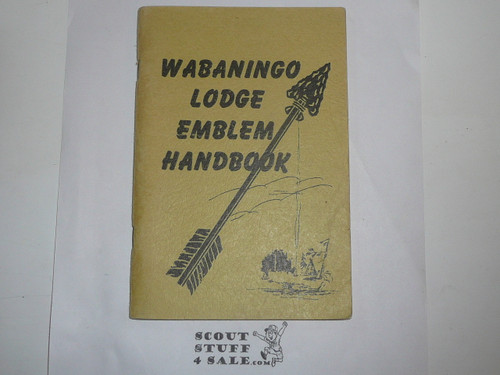 WABANINGO
LODGE
EMBLEM
HANDBOOK
SCOUT
STUFF
4 SALE.COM